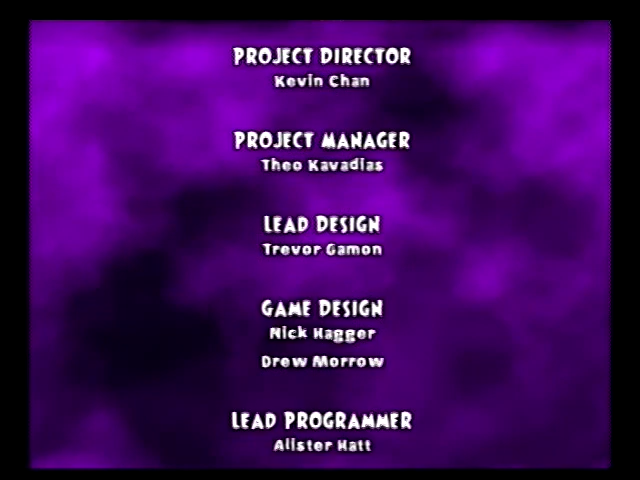 PROJECT DIRECTOR
Kevin Chan
PROJECT MANAGER
Theo Kavadias
LEAD DESIGN
Trevor Gamon
GAME DESIGN
Nick Hagger
Drew Morrow
LEAD PROGRAMMER
Alister Hatt